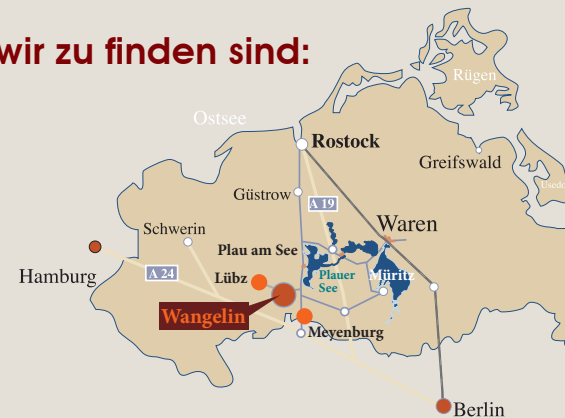 wir zu finden sind:
Rügen
Ostsee
Rostock
Greifswald
Usedo
Güstrow
A 19
Waren
Schwerin
Plau am See
Hamburg
A 24
Lübz
Plauer
See
Müritz
Wangelin
Meyenburg
Berlin